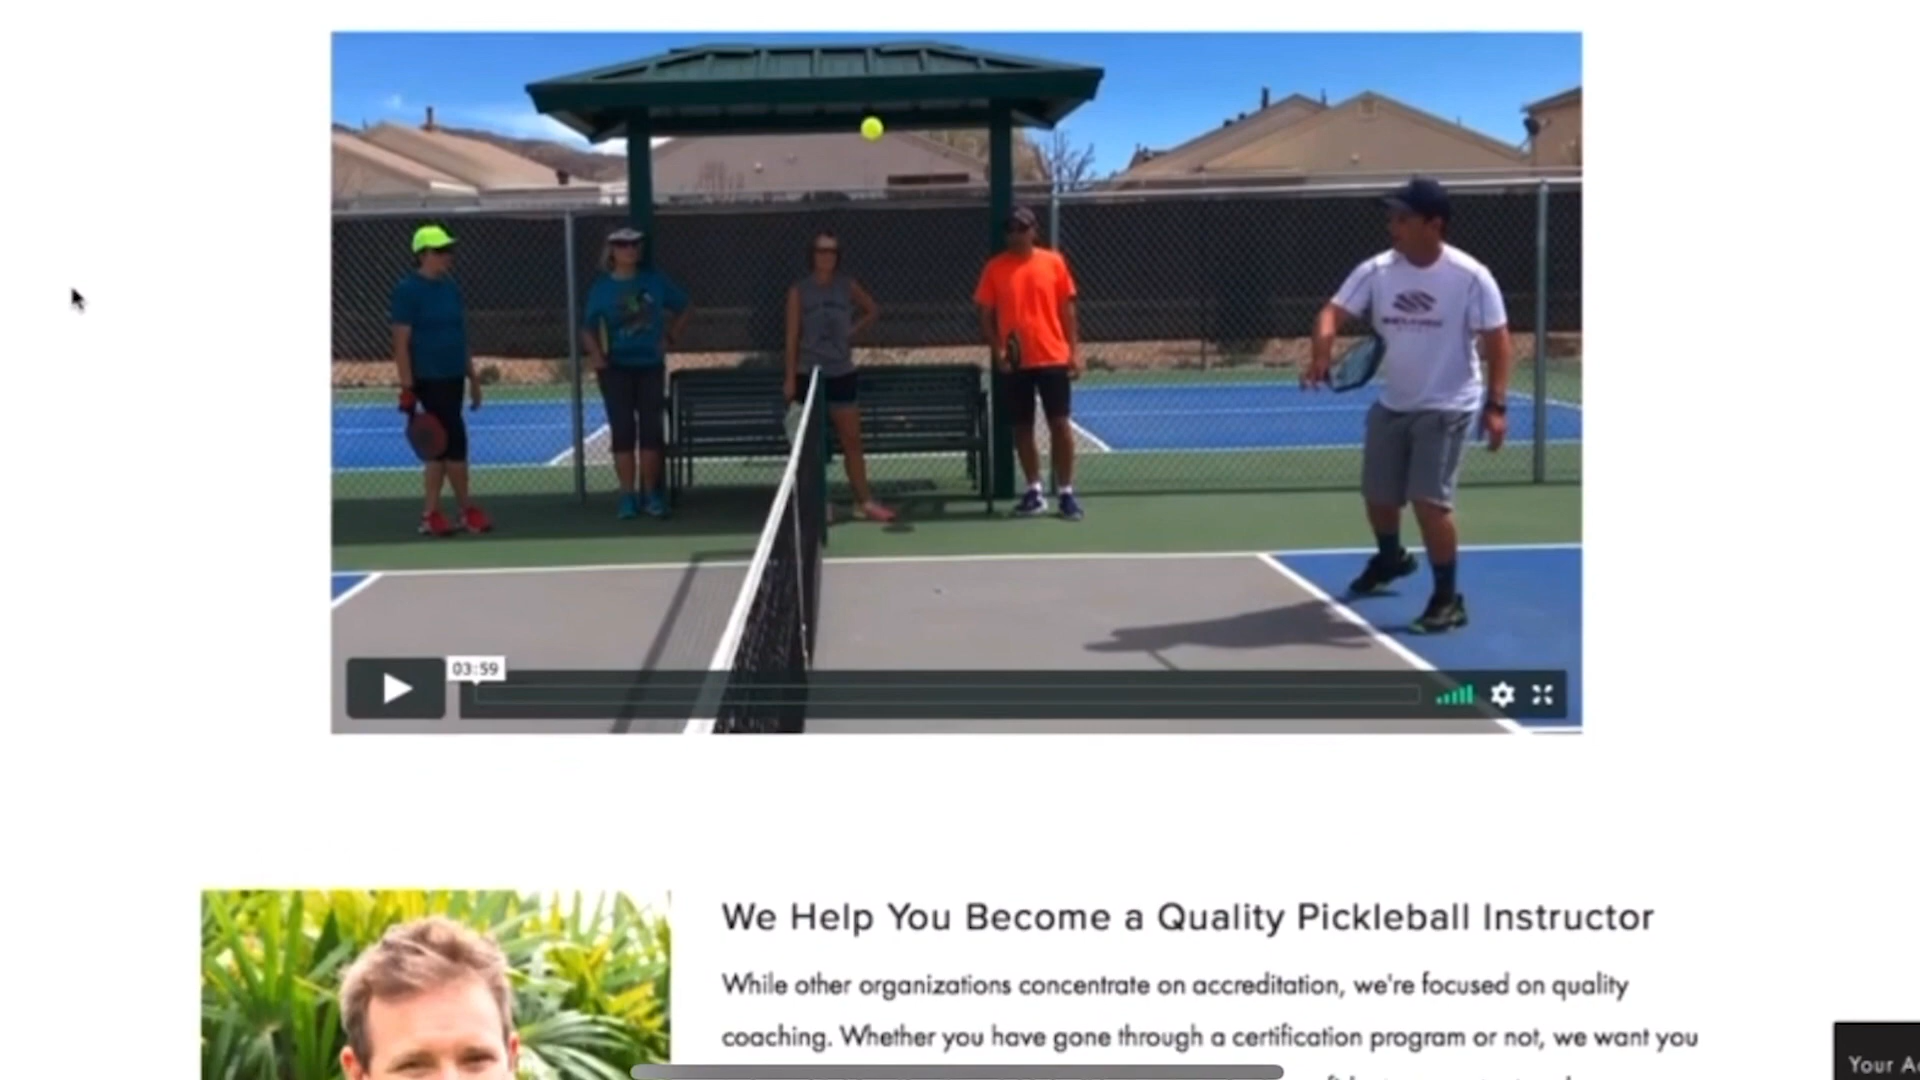 03:59
We Help You Become a Quality Pickleball Instructor
While other organizations concentrate on accreditation, we're focused on quality
coaching. Whether you have gone through a certification program or not, we want you
Your